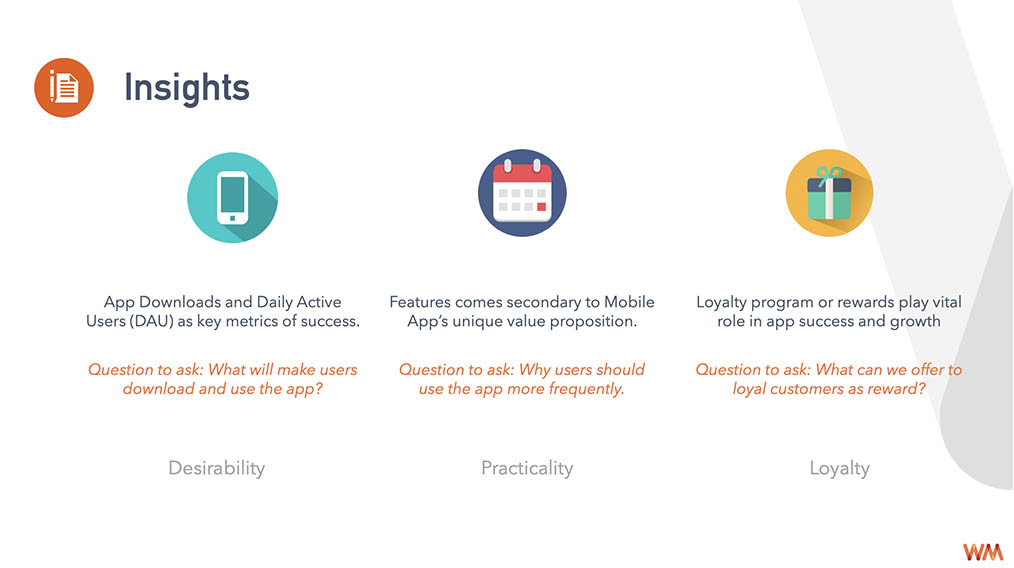 Insights
App Downloads and Daily Active
Users (DAU) as key metrics of success.
Question to ask: What will make users
download and use the app?
Desirability
Features comes secondary to Mobile
App's unique value proposition.
Question to ask: Why users should
use the app more frequently.
Practicality
Loyalty program or rewards play vital
role in app success and growth
Question to ask: What can we offer to
loyal customers as reward?
Loyalty
WM